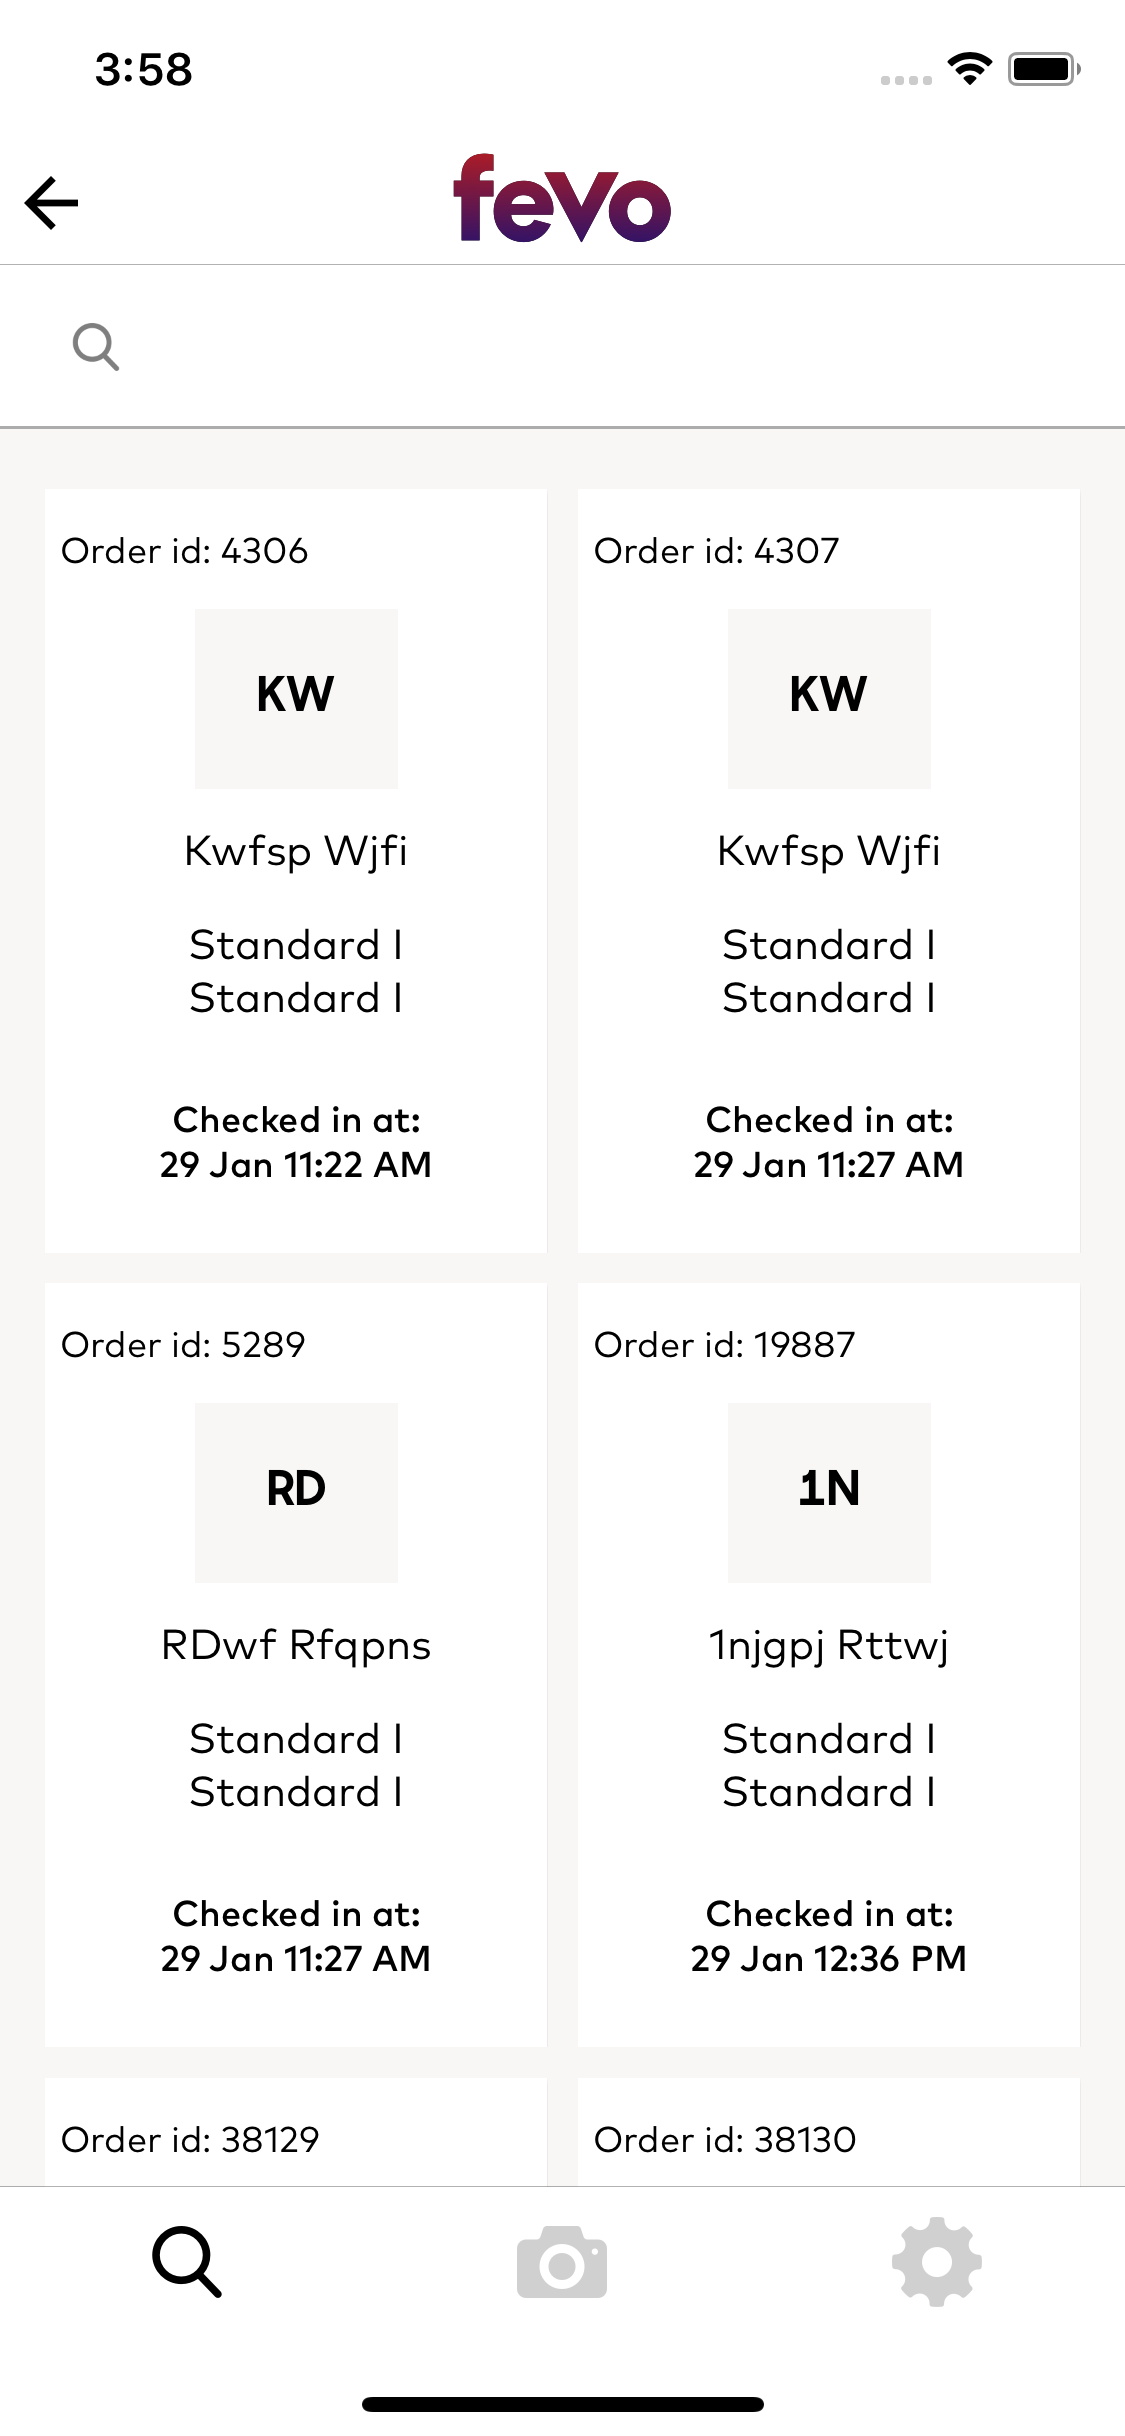 3:58
fevo
Order id: 4306
KW
Kwfsp Wjfi
Standard I
Standard I
Checked in at:
29 Jan 11:22 AM
Order id: 4307
KW
Kwfsp Wjfi
Standard I
Standard I
Checked in at:
29 Jan 11:27 AM
Order id: 5289
RD
RDwf Rfqpns
Standard I
Standard I
Checked in at:
29 Jan 11:27 AM
Order id: 19887
1N
1njgpj Rttwj
Standard I
Standard I
Checked in at:
29 Jan 12:36 PM
Order id: 38129
Order id: 38130